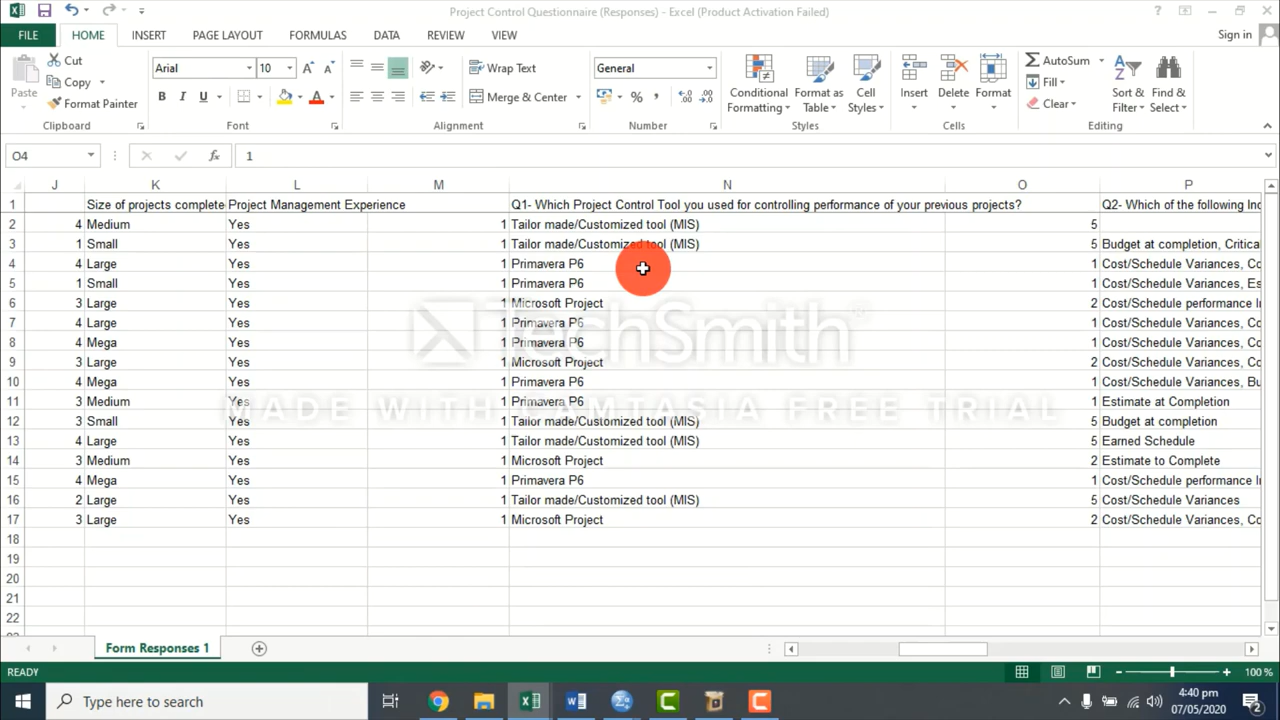 Project Control Questionnaire (Responses) - Excel (Product Activation Failed)
FILE HOME INSERT PAGE LAYOUT FORMULAS DATA REVIEW VIEW Sign in
Cut
Copy
Format Painter
Paste
Clipboard
Arial 10
B I U
Font
Wrap Text
Merge & Center
Alignment
General
%
Number
Conditional Formatting
Format as Table
Cell Styles
Styles
Insert Delete Format
Cells
AutoSum
Fill
Clear
Sort & Filter
Find & Select
Editing
O4 fx 1
J K L M N O P
1 Size of projects complete Project Management Experience Q1- Which Project Control Tool you used for controlling performance of your previous projects? Q2- Which of the following Inc
2 4 Medium Yes 1 Tailor made/Customized tool (MIS) 5
3 1 Small Yes 1 Tailor made/Customized tool (MIS) 5 Budget at completion, Critica
4 4 Large Yes 1 Primavera P6 1 Cost/Schedule Variances, Co
5 1 Small Yes 1 Primavera P6 1 Cost/Schedule Variances, Es
6 3 Large Yes 1 Microsoft Project 2 Cost/Schedule performance In
7 4 Large Yes 1 Primavera P6 1 Cost/Schedule Variances, Co
8 4 Mega Yes 1 Primavera P6 1 Cost/Schedule Variances, Co
9 3 Large Yes 1 Microsoft Project 2 Cost/Schedule Variances, Co
10 4 Mega Yes 1 Primavera P6 1 Cost/Schedule Variances, Bu
11 3 Medium Yes 1 Primavera P6 1 Estimate at Completion
12 3 Small Yes 1 Tailor made/Customized tool (MIS) 5 Budget at completion
13 4 Large Yes 1 Tailor made/Customized tool (MIS) 5 Earned Schedule
14 3 Medium Yes 1 Microsoft Project 2 Estimate to Complete
15 4 Mega Yes 1 Primavera P6 1 Cost/Schedule performance In
16 2 Large Yes 1 Tailor made/Customized tool (MIS) 5 Cost/Schedule Variances
17 3 Large Yes 1 Microsoft Project 2 Cost/Schedule Variances, Co
18
19
20
21
22
TechSmith
MADE WITH CAMTASIA FREE TRIAL
Form Responses 1
READY 100 %
Type here to search
4:40 pm
07/05/2020
2